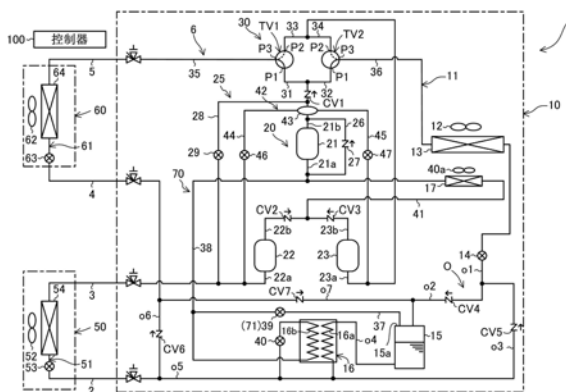 100
控制器
30
TV1
33
34
TV2
P3
P2
P2
P3
6
5
35
36
11
10
P1
P1
31
32
25
42
CV1
43
26
28
44
20
21b
45
12
13
64
60
62
61
63
29
46
21
27
47
21a
40a
17
70
4
CV2
CV3
41
22b
23b
38
22
23
14
o1
54
50
3
22a
23a
CV7
o7
O
o2
CV4
52
51
53
o6
(71)39
37
15
CV5
o3
CV6
40
16b
16a
o4
15a
2
o5
16